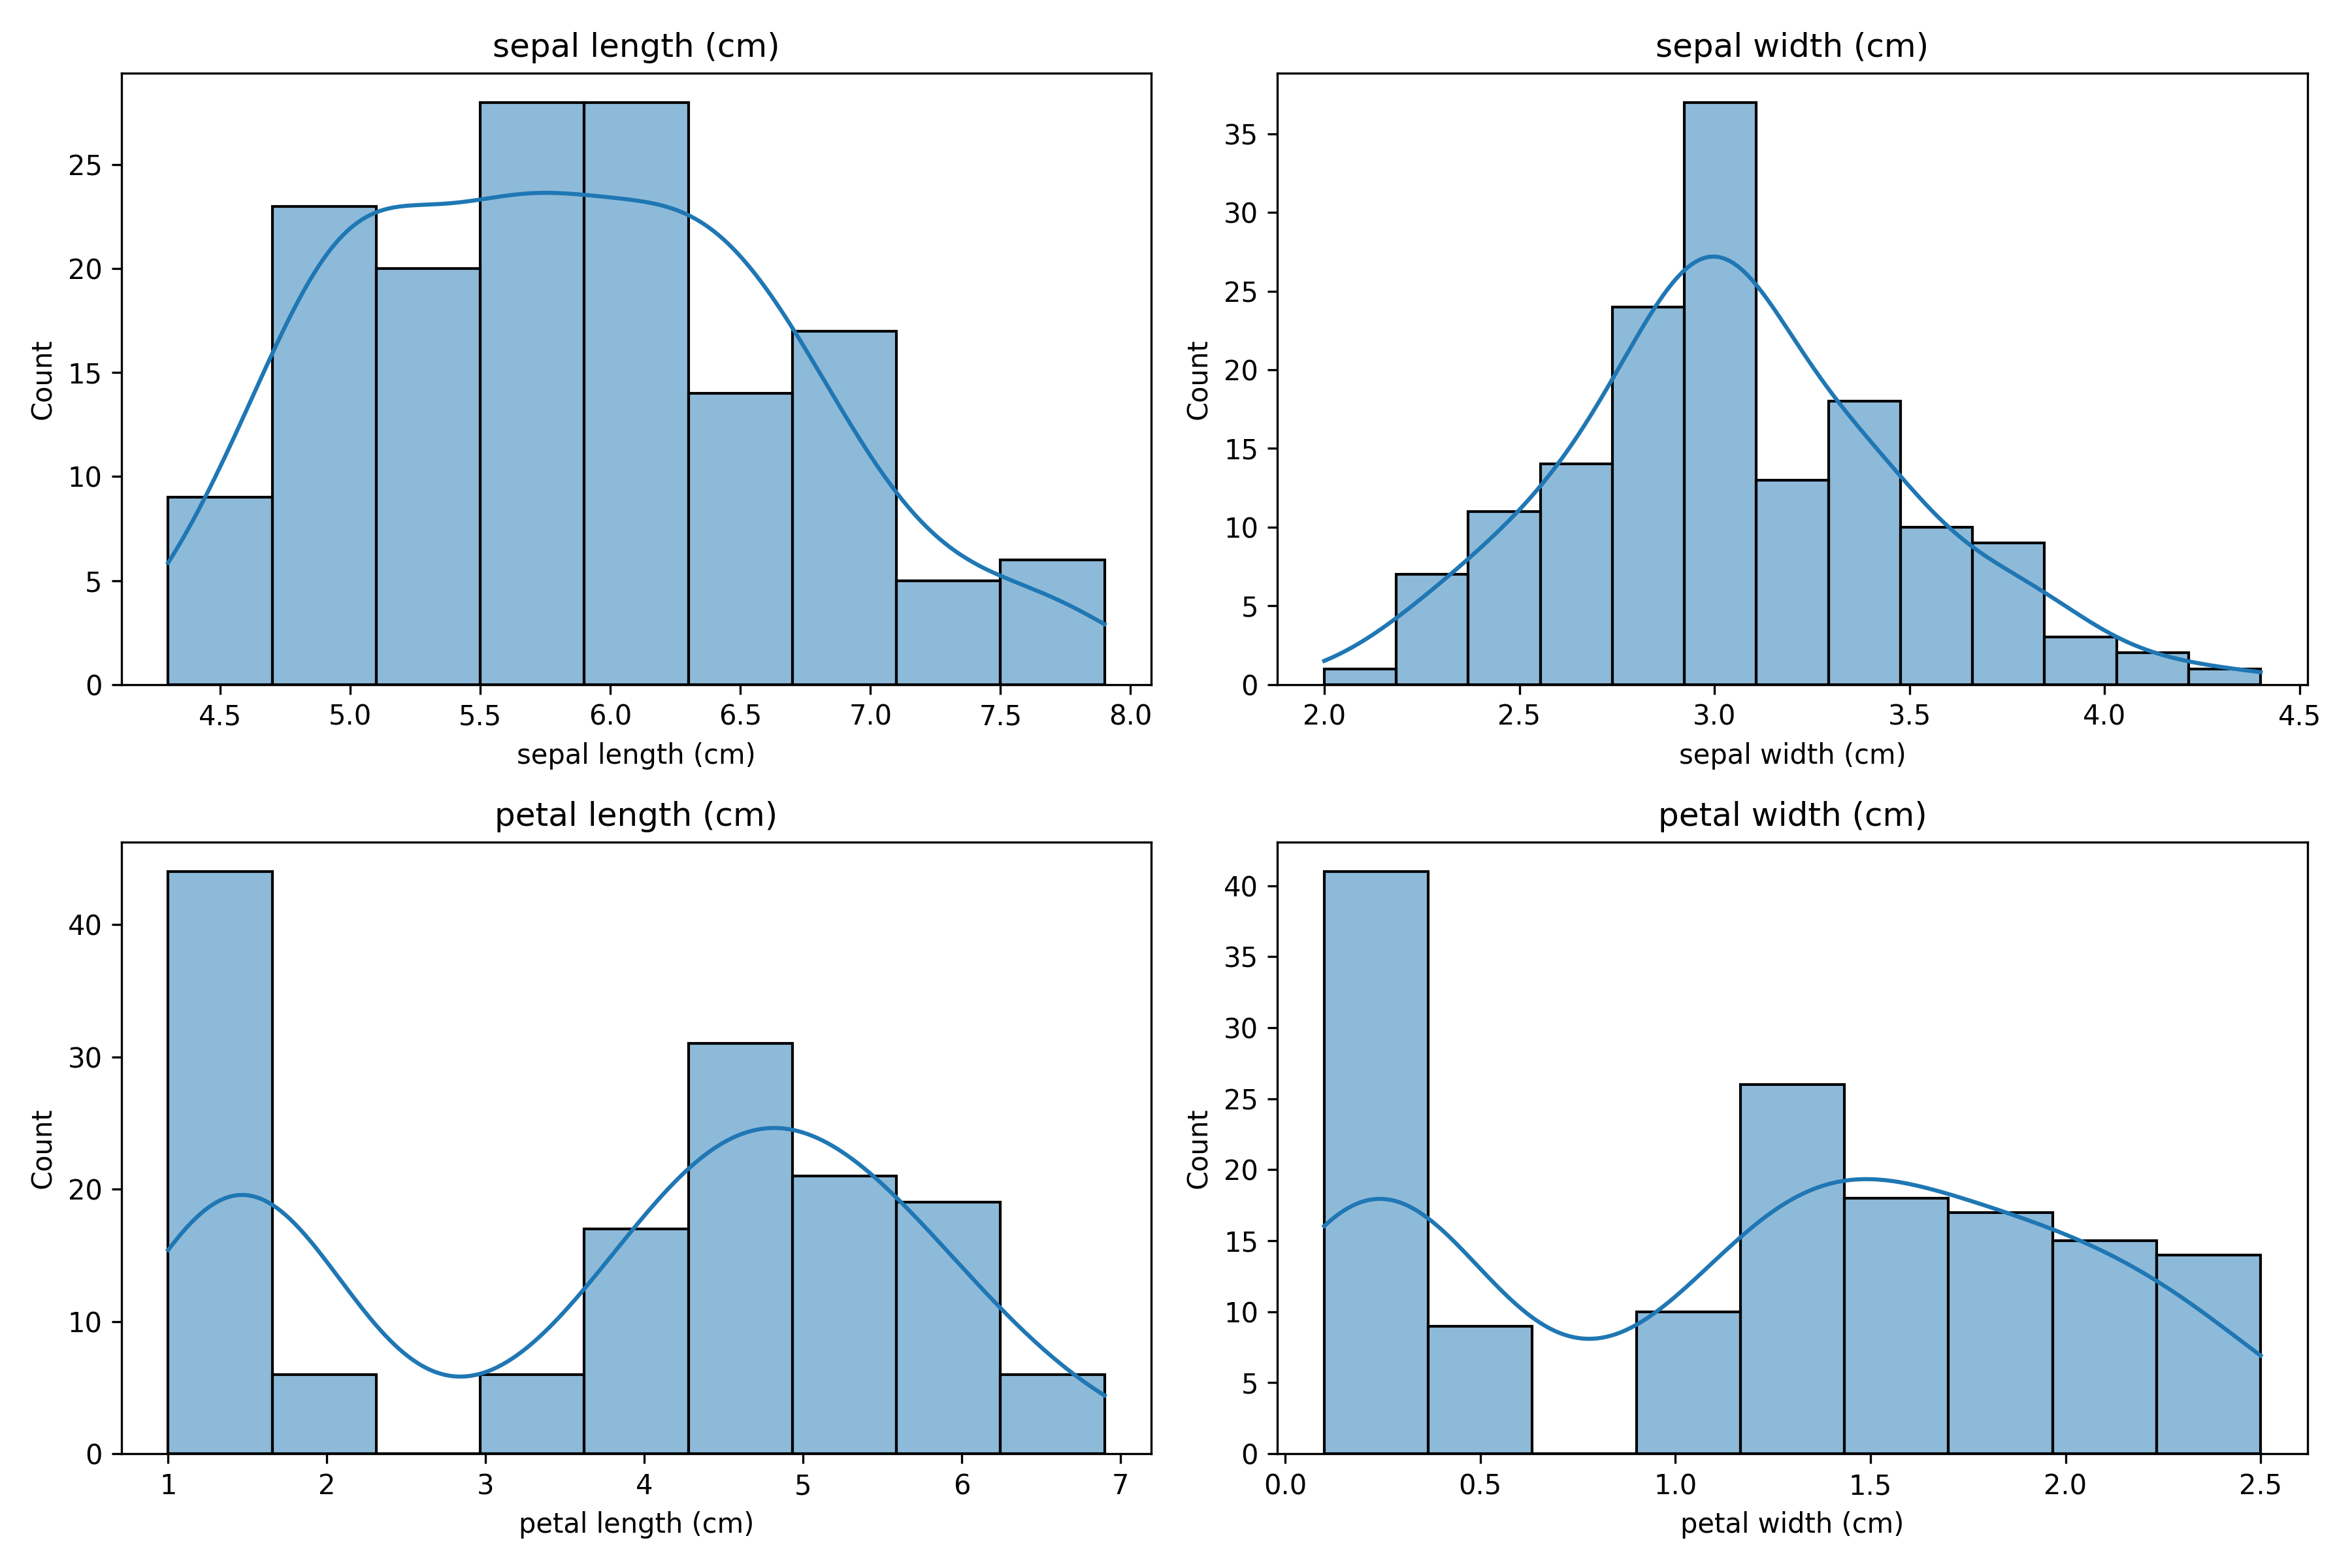 sepal length (cm)
Count
25
20
15
10
5
0
4.5 5.0 5.5 6.0 6.5 7.0 7.5 8.0
sepal length (cm)
sepal width (cm)
Count
35
30
25
20
15
10
5
0
2.0 2.5 3.0 3.5 4.0 4.5
sepal width (cm)
petal length (cm)
Count
40
30
20
10
0
1 2 3 4 5 6 7
petal length (cm)
petal width (cm)
Count
40
35
30
25
20
15
10
5
0
0.0 0.5 1.0 1.5 2.0 2.5
petal width (cm)